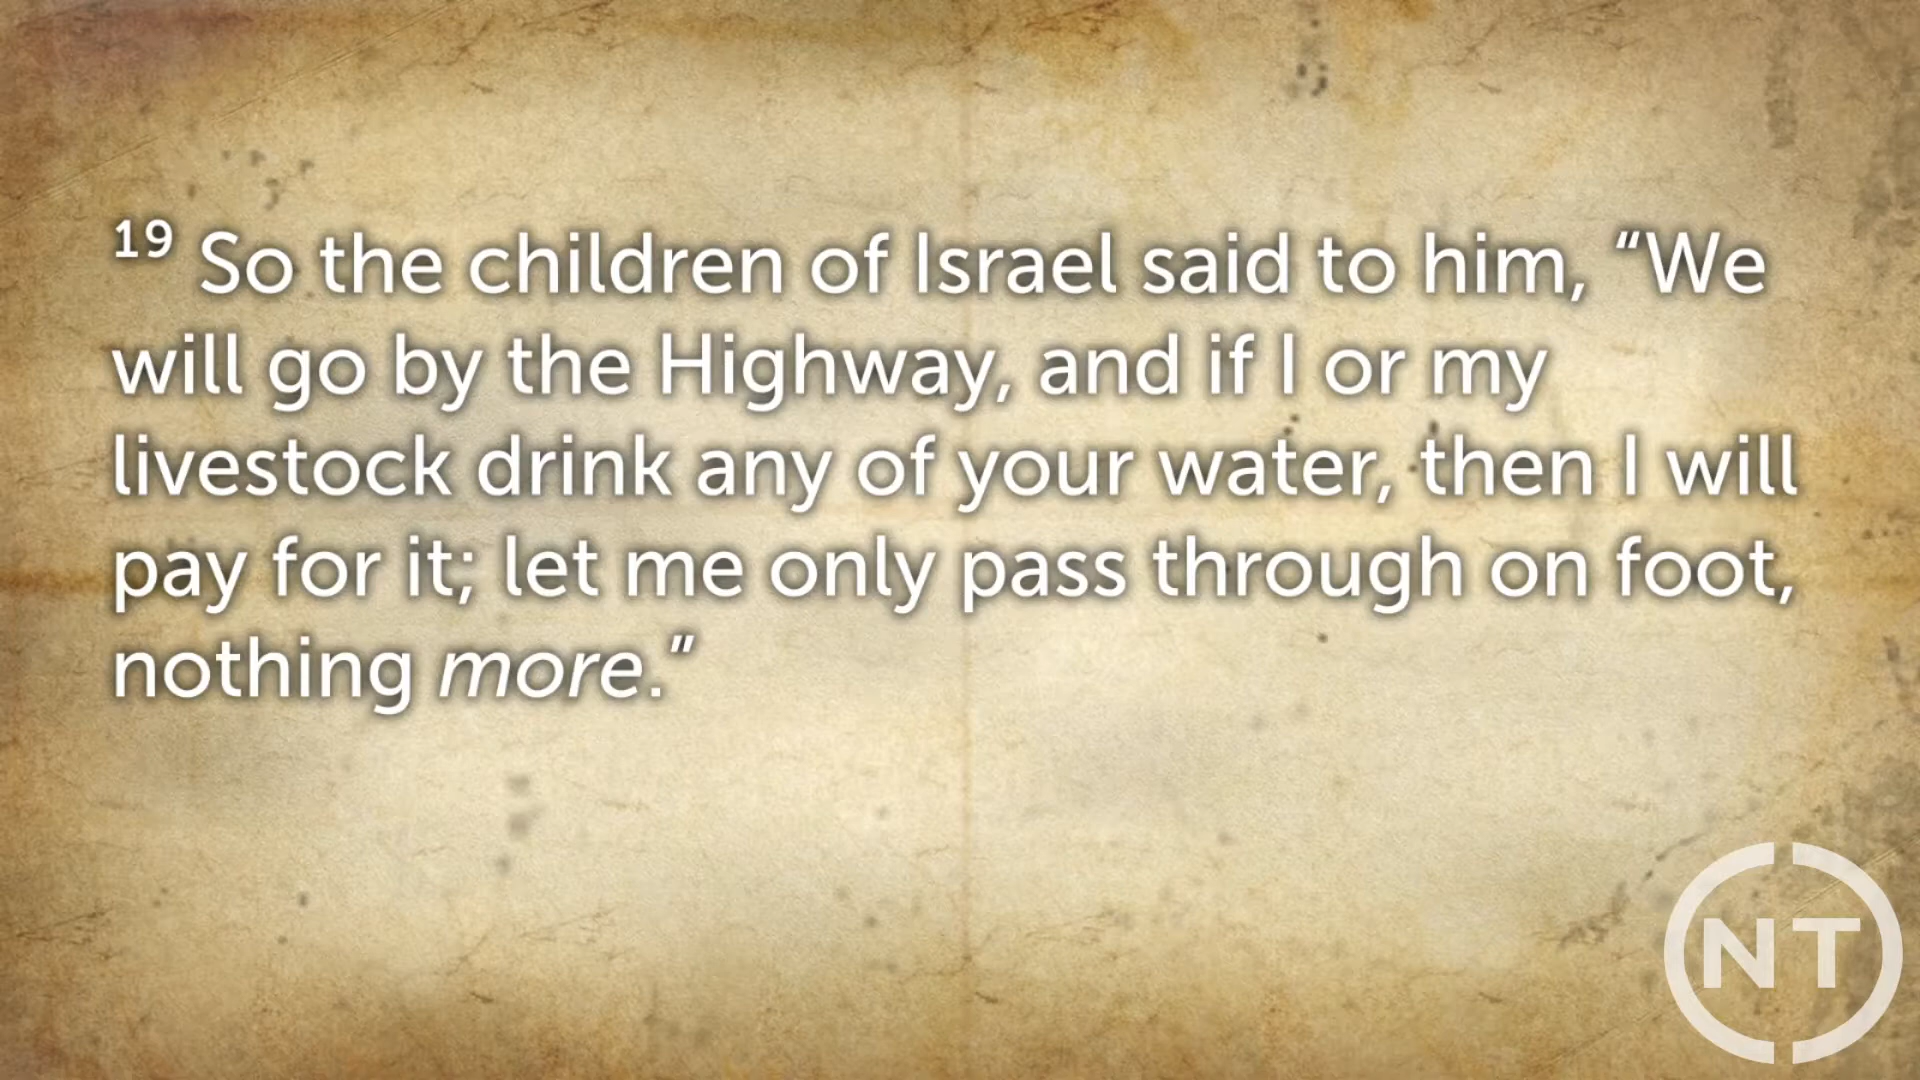 19 So the children of Israel said to him, “We
will go by the Highway, and if I or my
livestock drink any of your water, then I will
pay for it; let me only pass through on foot,
nothing more.”
NT